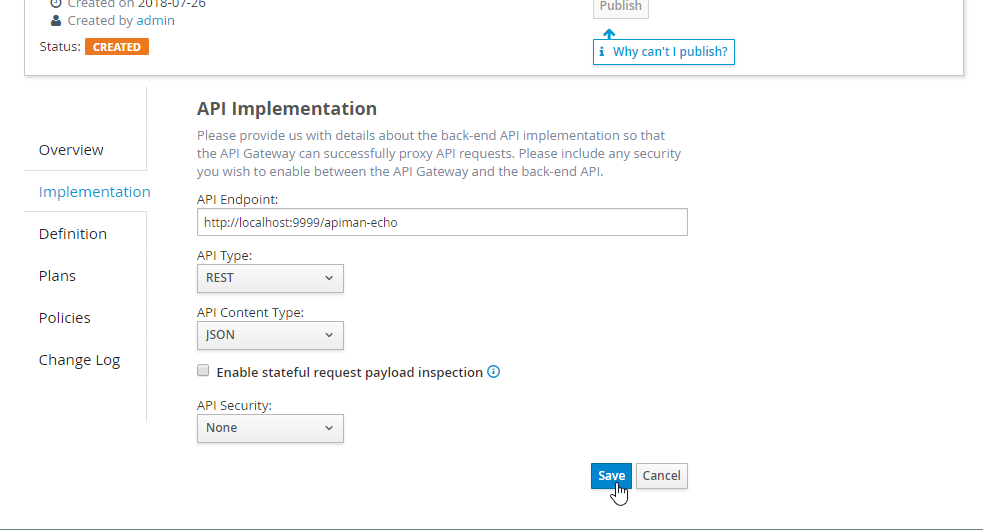 Created on 2018-07-26
Publish
Created by admin
Status: CREATED
Why can't I publish?
API Implementation
Please provide us with details about the back-end API implementation so that
the API Gateway can successfully proxy API requests. Please include any security
you wish to enable between the API Gateway and the back-end API.
Overview
Implementation
Definition
Plans
Policies
Change Log
API Endpoint:
http://localhost:9999/apiman-echo
API Type:
REST
API Content Type:
JSON
Enable stateful request payload inspection
API Security:
None
Save Cancel